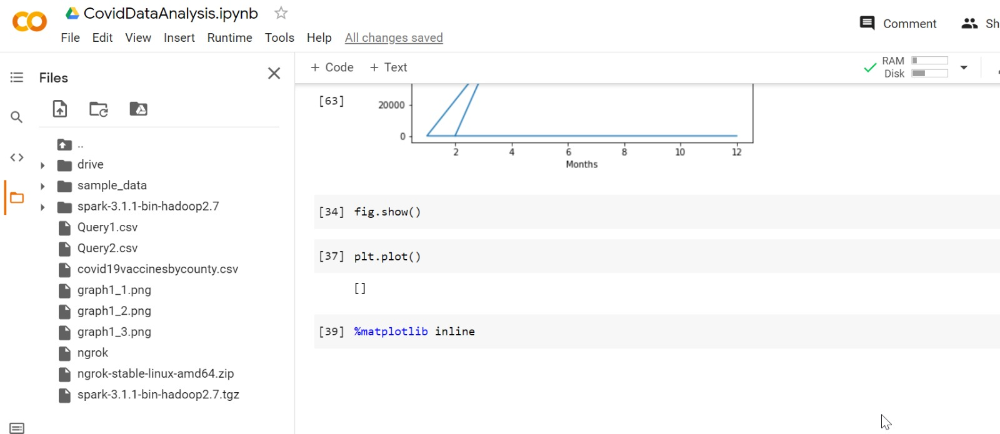 CovidDataAnalysis.ipynb
File Edit View Insert Runtime Tools Help All changes saved
Comment
Files
+ Code + Text
RAM
Disk
..
drive
sample_data
spark-3.1.1-bin-hadoop2.7
Query1.csv
Query2.csv
covid19vaccinesbycounty.csv
graph1_1.png
graph1_2.png
graph1_3.png
ngrok
ngrok-stable-linux-amd64.zip
spark-3.1.1-bin-hadoop2.7.tgz
[63]
20000
0
2 4 6 8 10 12
Months
[34] fig.show()
[37] plt.plot()
[]
[39] %matplotlib inline